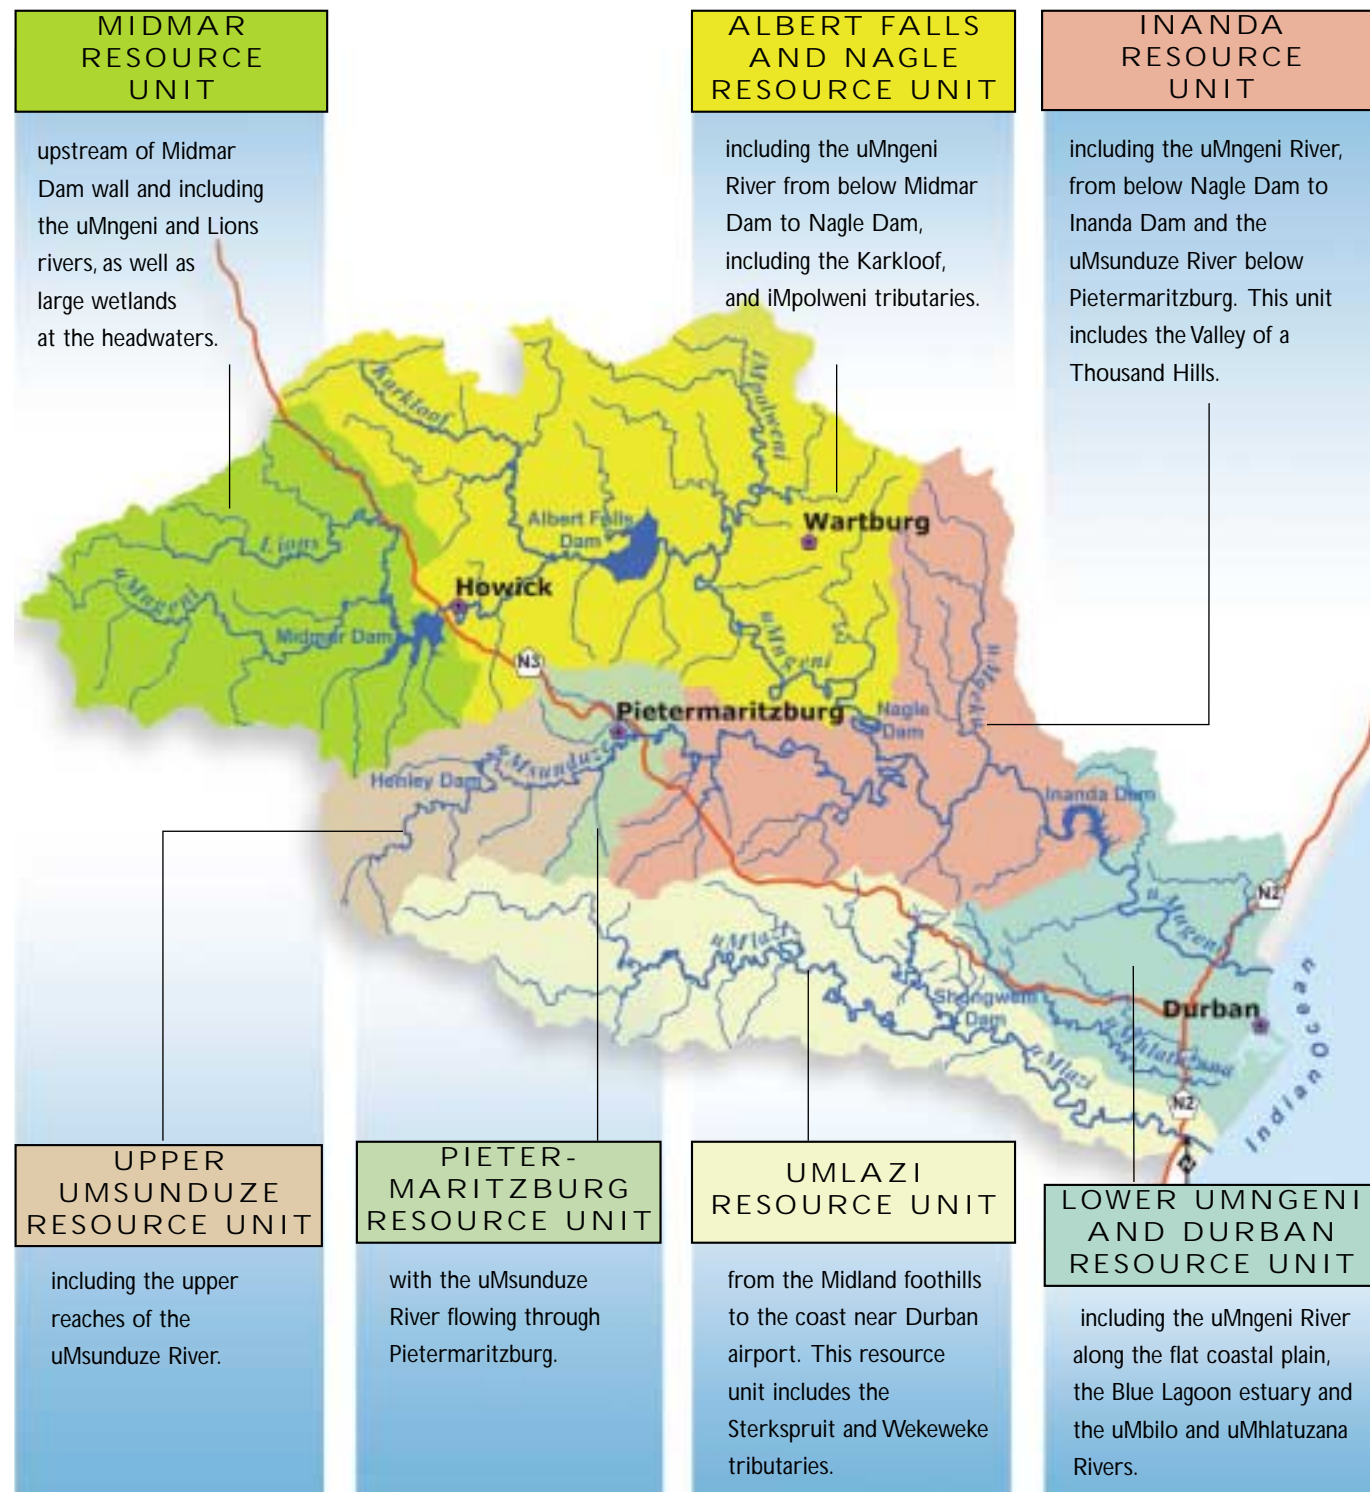 MIDMAR
RESOURCE
UNIT
upstream of Midmar
Dam wall and including
the uMngeni and Lions
rivers, as well as
large wetlands
at the headwaters.
ALBERT FALLS
AND NAGLE
RESOURCE UNIT
including the uMngeni
River from below Midmar
Dam to Nagle Dam,
including the Karkloof,
and iMpolweni tributaries.
INANDA
RESOURCE
UNIT
including the uMngeni River,
from below Nagle Dam to
Inanda Dam and the
uMsunduze River below
Pietermaritzburg. This unit
includes the Valley of a
Thousand Hills.
Karkloof
iMpolweni
Albert Falls
Dam
Wartburg
Lions
uMngeni
Howick
Midmar Dam
uMngeni
uMqeku
N3
Pietermaritzburg
Nagle
Dam
uMsunduze
Henley Dam
Inanda Dam
N2
uMngeni
uMlazi
Shongweni
Dam
Durban
uMhlatuzana
uMlazi
N2
Indian Ocean
N
UPPER
UMSUNDUZE
RESOURCE UNIT
including the upper
reaches of the
uMsunduze River.
PIETER-
MARITZBURG
RESOURCE UNIT
with the uMsunduze
River flowing through
Pietermaritzburg.
UMLAZI
RESOURCE UNIT
from the Midland foothills
to the coast near Durban
airport. This resource
unit includes the
Sterkspruit and Wekeweke
tributaries.
LOWER UMNGENI
AND DURBAN
RESOURCE UNIT
including the uMngeni River
along the flat coastal plain,
the Blue Lagoon estuary and
the uMbilo and uMhlatuzana
Rivers.